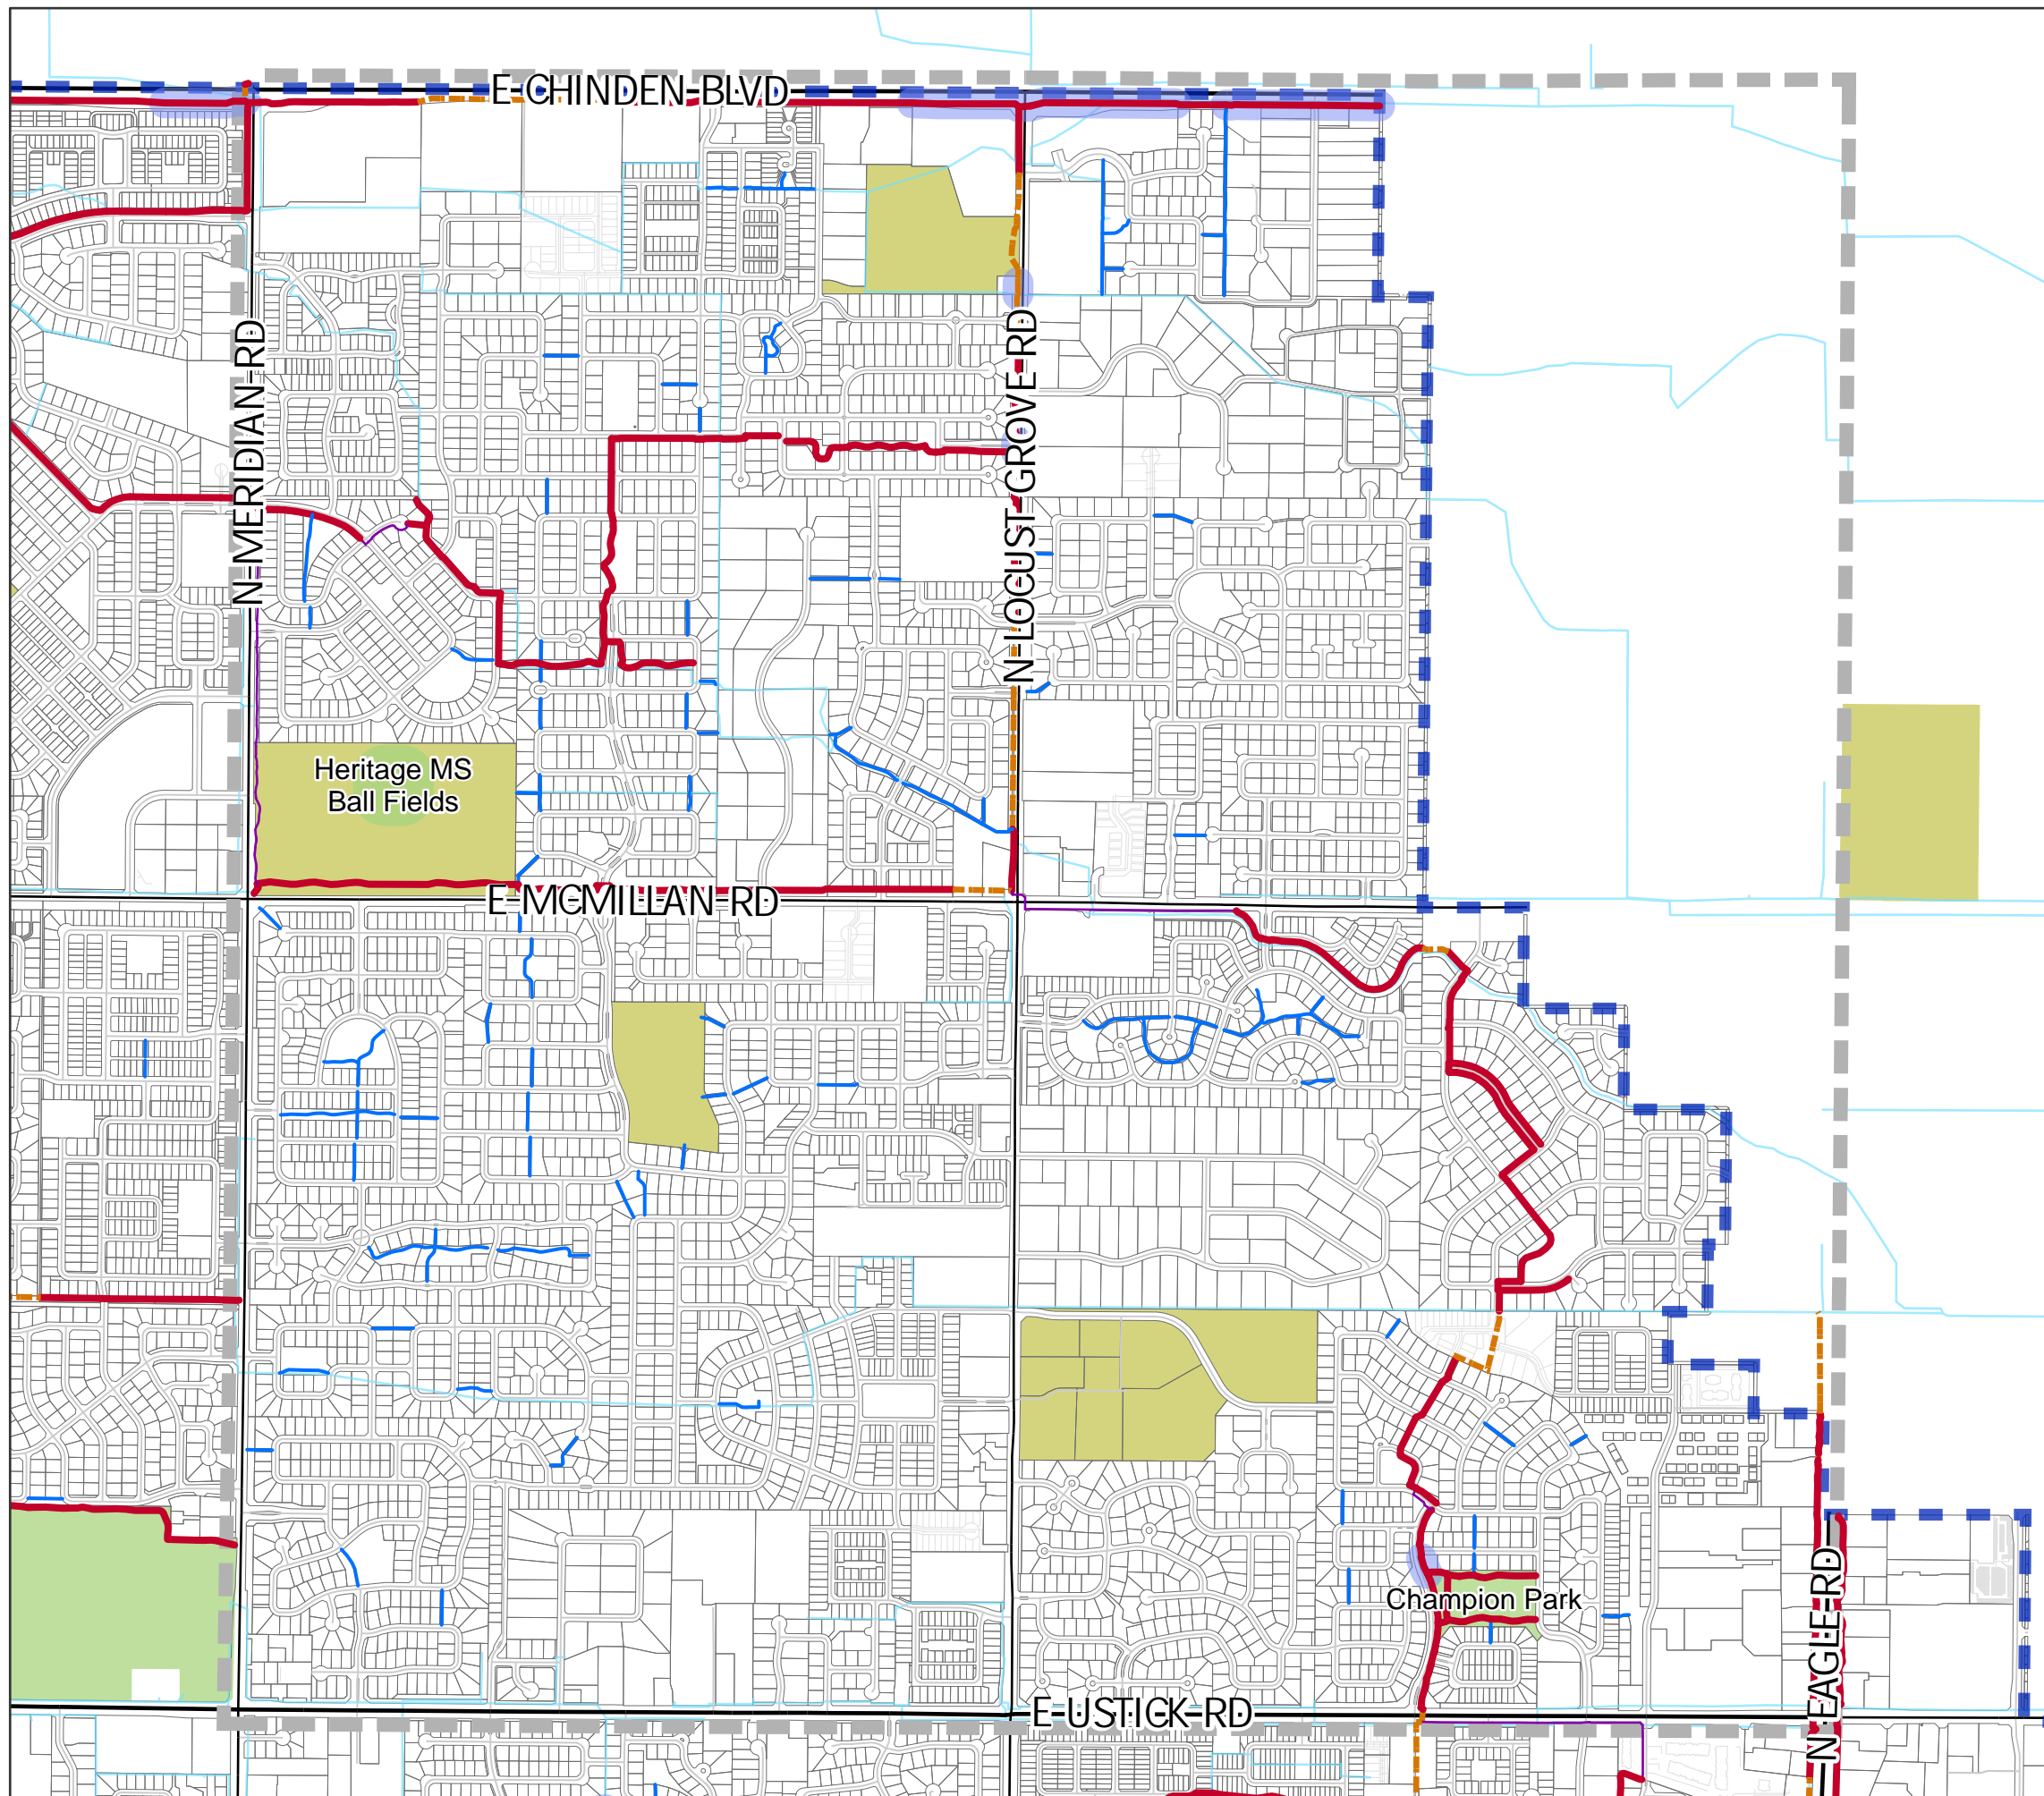 E CHINDEN BLVD
N MERIDIAN RD
N LOCUST GROVE RD
Heritage MS
Ball Fields
E MCMILLAN RD
Champion Park
N EAGLE RD
E USTICK RD